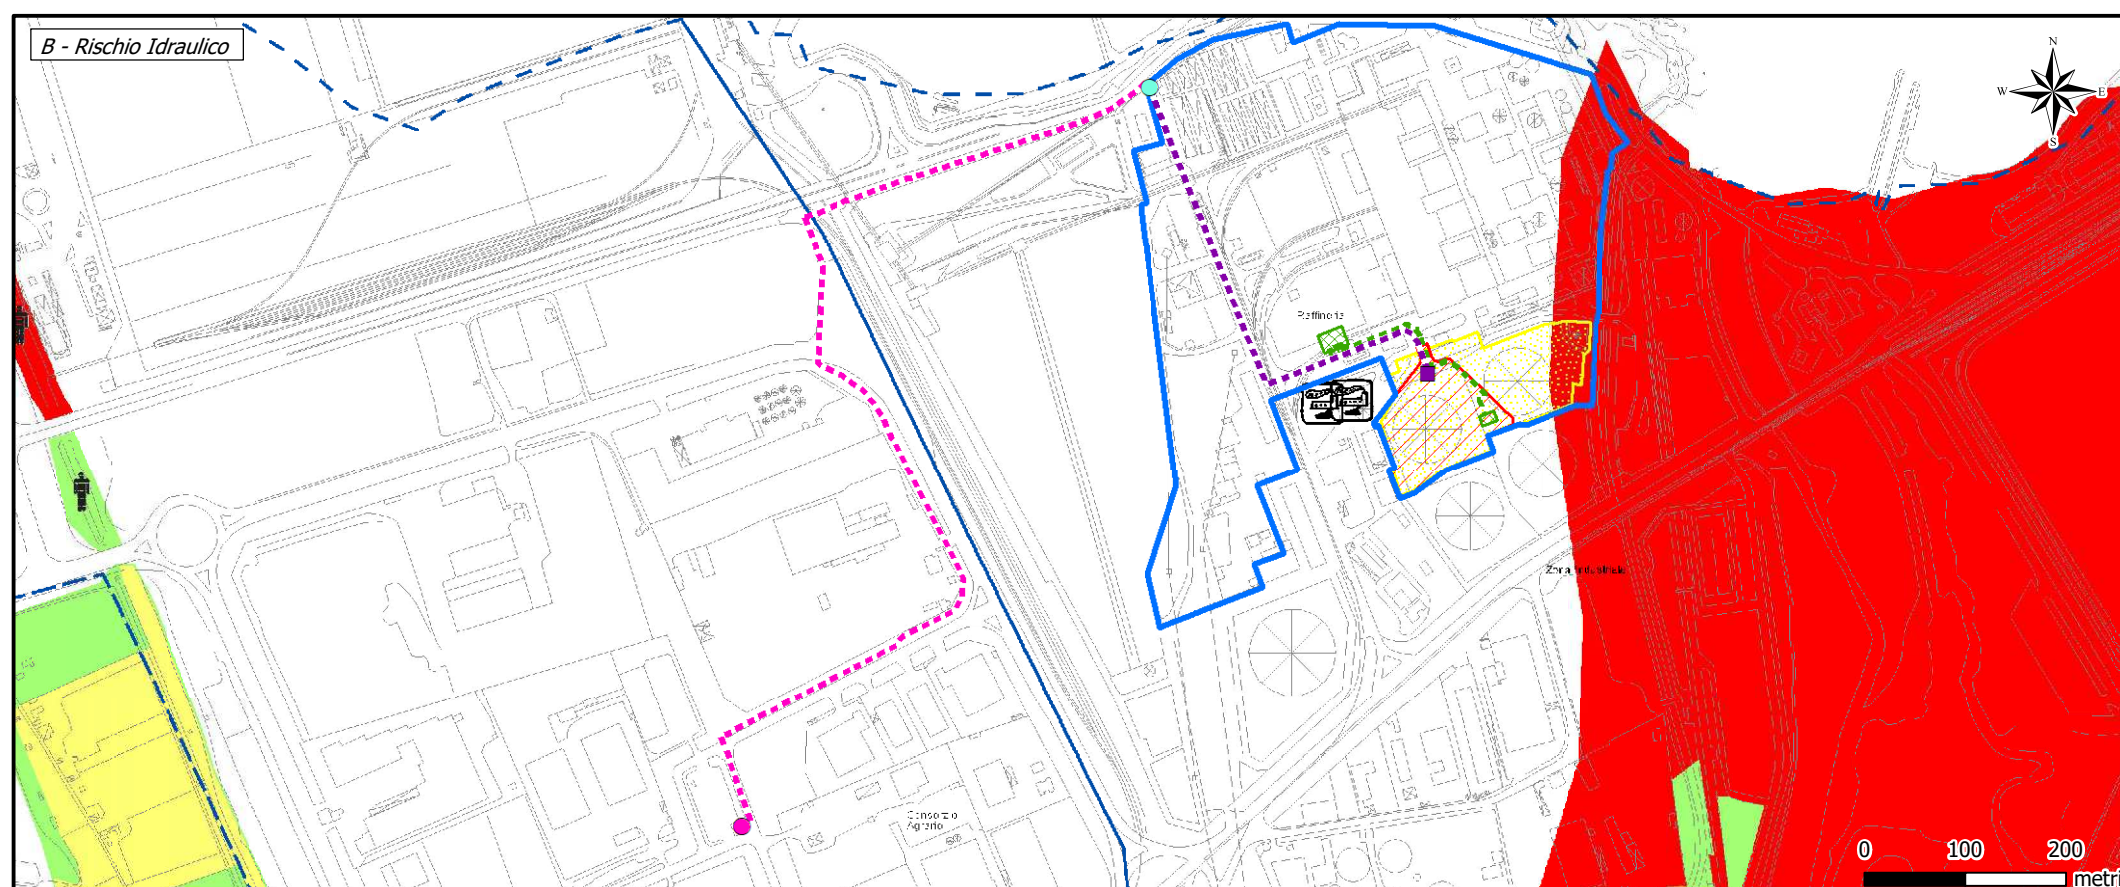 B - Rischio Idraulico
N
W E
S
Raffineria
Zona Industriale
Consorzio
Agrario
0 100 200
metri